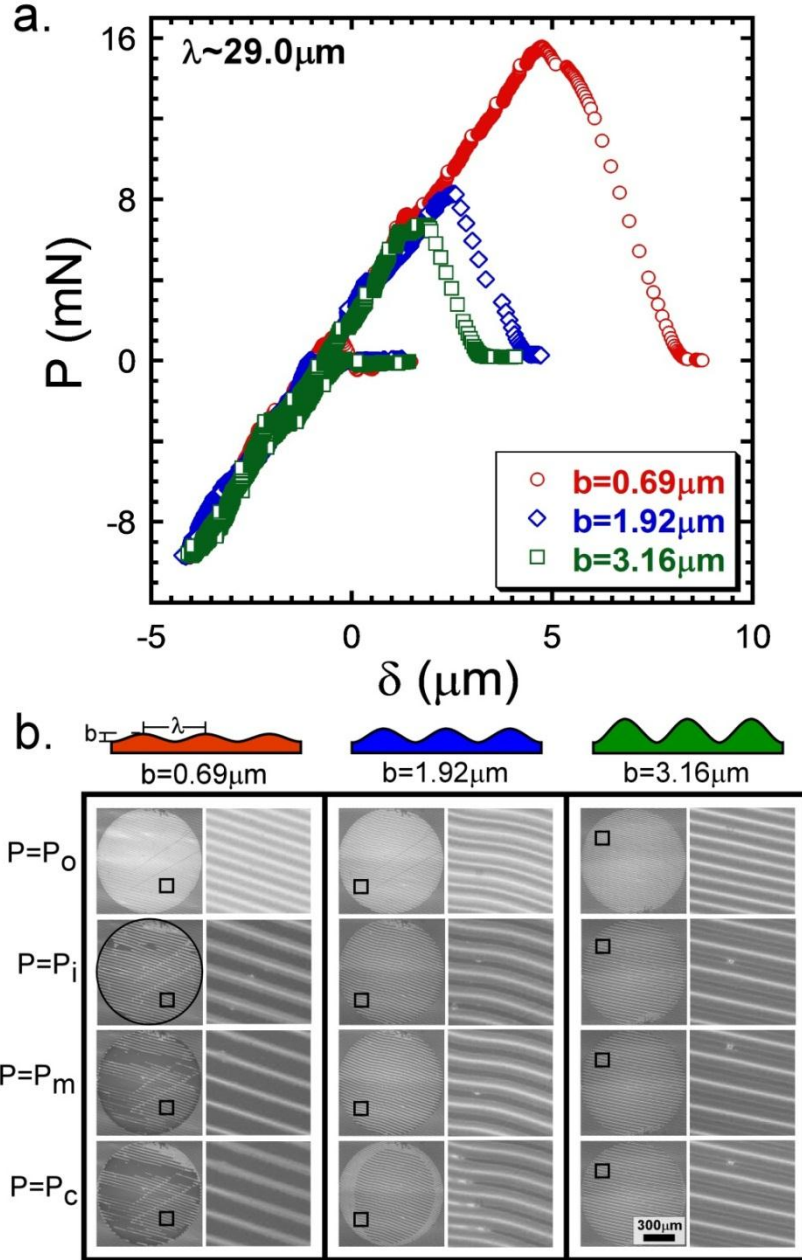 a.
λ~29.0μm
16
8
0
-8
P (mN)
b=0.69μm
b=1.92μm
b=3.16μm
-5 0 5 10
δ (μm)
b.
b λ
b=0.69μm b=1.92μm b=3.16μm
P=Po
P=Pi
P=Pm
P=Pc
300μm